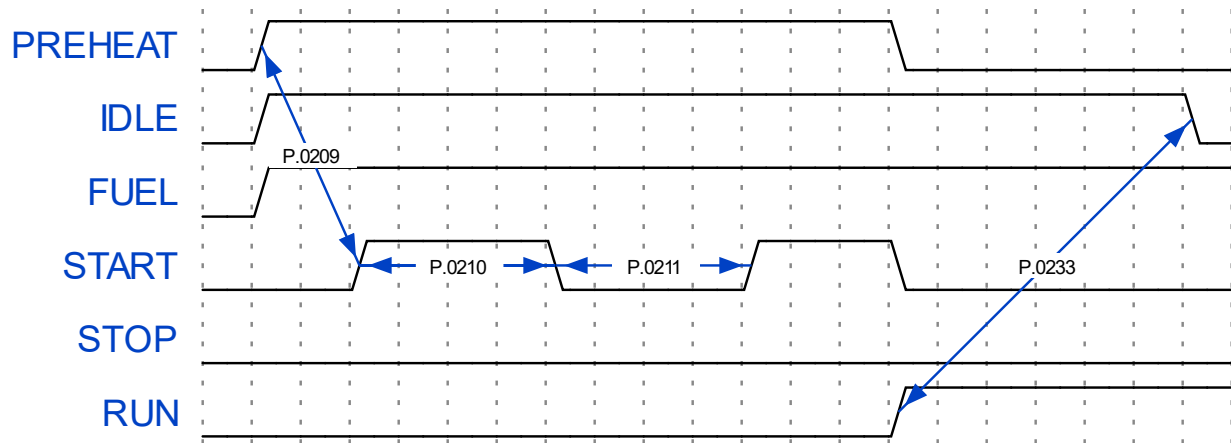 PREHEAT
IDLE
P.0209
FUEL
START
P.0210
P.0211
P.0233
STOP
RUN